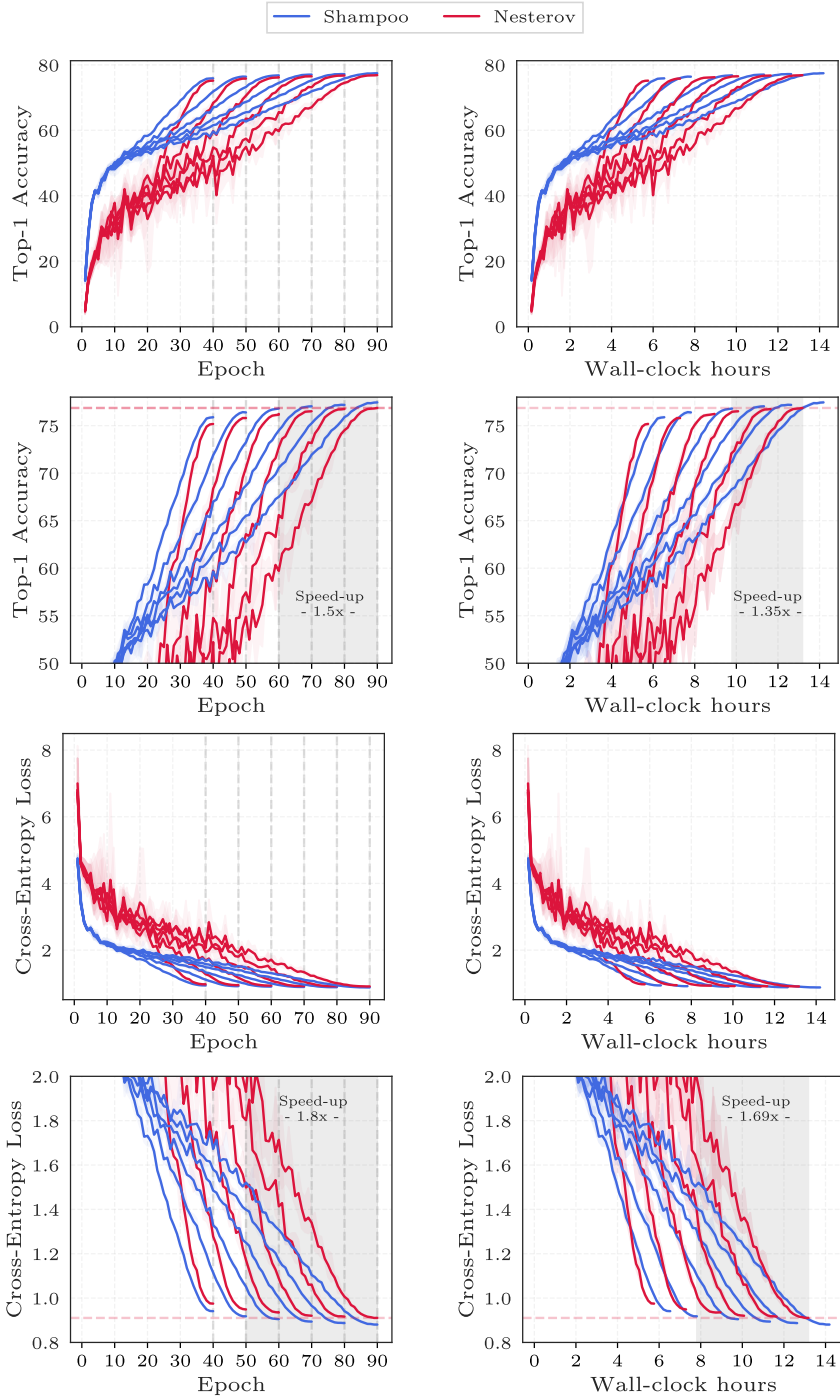 Shampoo Nesterov
Top-1 Accuracy
80
60
40
20
0
0 10 20 30 40 50 60 70 80 90
Epoch
Top-1 Accuracy
80
60
40
20
0
0 2 4 6 8 10 12 14
Wall-clock hours
Top-1 Accuracy
75
70
65
60
55
50
Speed-up
- 1.5x -
0 10 20 30 40 50 60 70 80 90
Epoch
Top-1 Accuracy
75
70
65
60
55
50
Speed-up
- 1.35x -
0 2 4 6 8 10 12 14
Wall-clock hours
Cross-Entropy Loss
8
6
4
2
0 10 20 30 40 50 60 70 80 90
Epoch
Cross-Entropy Loss
8
6
4
2
0 2 4 6 8 10 12 14
Wall-clock hours
Cross-Entropy Loss
2.0
1.8
1.6
1.4
1.2
1.0
0.8
Speed-up
- 1.8x -
0 10 20 30 40 50 60 70 80 90
Epoch
Cross-Entropy Loss
2.0
1.8
1.6
1.4
1.2
1.0
0.8
Speed-up
- 1.69x -
0 2 4 6 8 10 12 14
Wall-clock hours